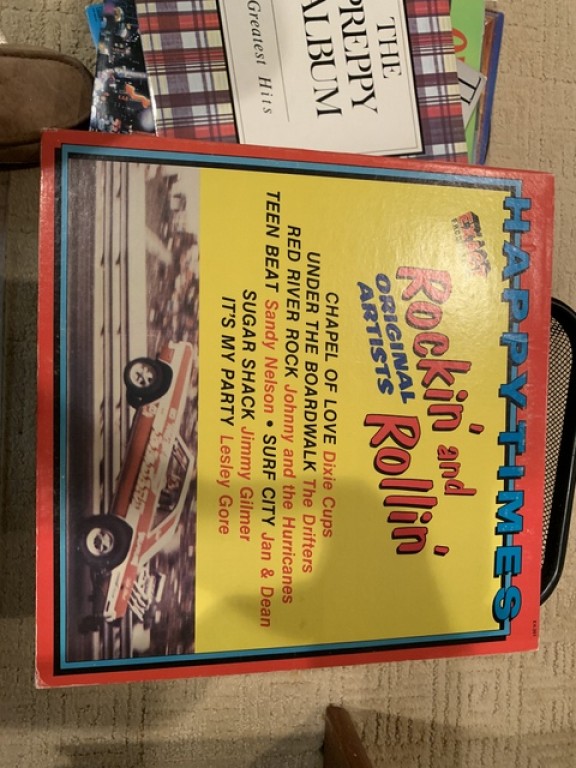 HAPPY TIMES
Rockin' and
Rollin'
ORIGINAL
ARTISTS
CHAPEL OF LOVE Dixie Cups
UNDER THE BOARDWALK The Drifters
RED RIVER ROCK Johnny and the Hurricanes
TEEN BEAT Sandy Nelson • SURF CITY Jan & Dean
SUGAR SHACK Jimmy Gilmer
IT'S MY PARTY Lesley Gore
THE
PREPPY
ALBUM
Greatest Hits